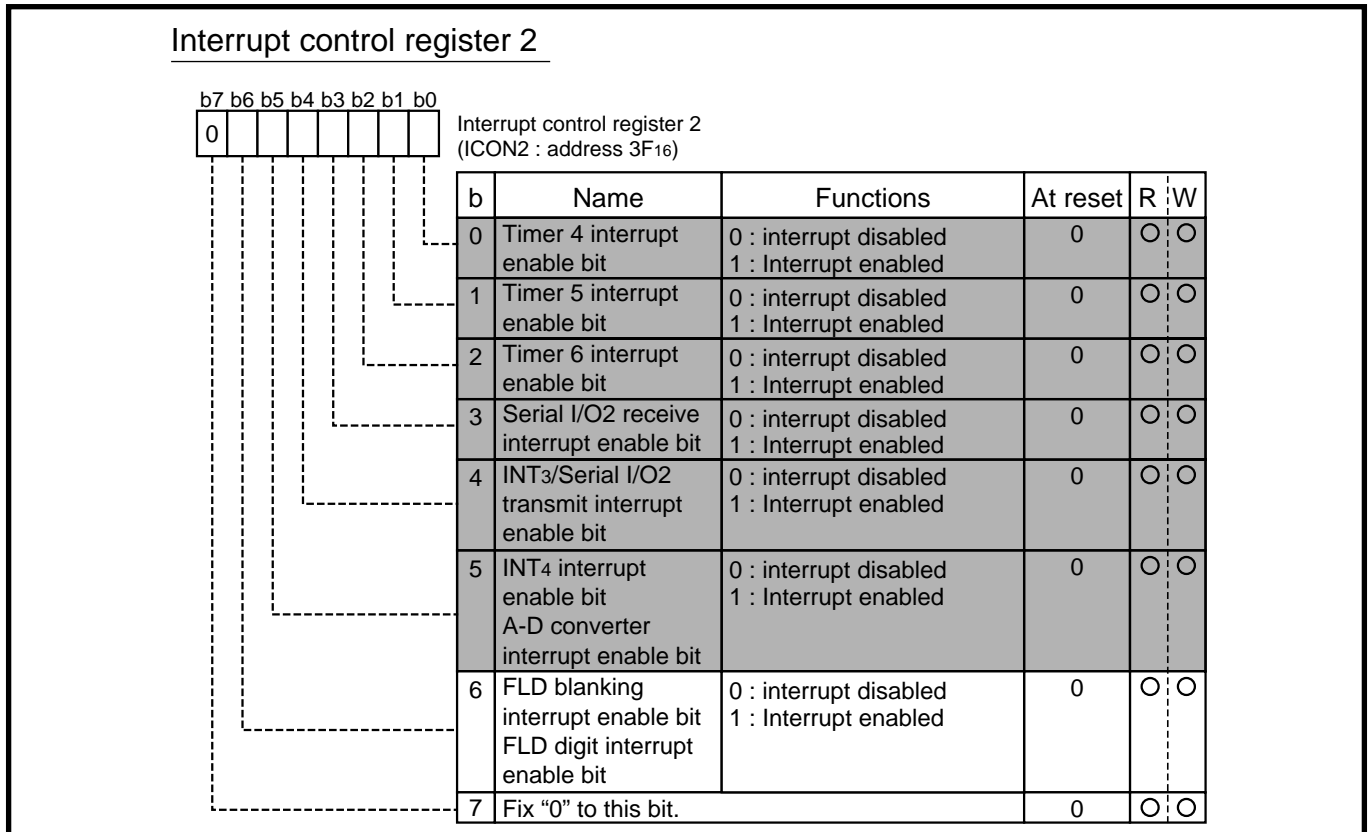 Interrupt control register 2
b7 b6 b5 b4 b3 b2 b1 b0
0
Interrupt control register 2
(ICON2 : address 3F16)
b Name Functions At reset R W
0 Timer 4 interrupt enable bit 0 : interrupt disabled 1 : Interrupt enabled 0 O O
1 Timer 5 interrupt enable bit 0 : interrupt disabled 1 : Interrupt enabled 0 O O
2 Timer 6 interrupt enable bit 0 : interrupt disabled 1 : Interrupt enabled 0 O O
3 Serial I/O2 receive interrupt enable bit 0 : interrupt disabled 1 : Interrupt enabled 0 O O
4 INT3/Serial I/O2 transmit interrupt enable bit 0 : interrupt disabled 1 : Interrupt enabled 0 O O
5 INT4 interrupt enable bit A-D converter interrupt enable bit 0 : interrupt disabled 1 : Interrupt enabled 0 O O
6 FLD blanking interrupt enable bit FLD digit interrupt enable bit 0 : interrupt disabled 1 : Interrupt enabled 0 O O
7 Fix “0” to this bit. 0 O O